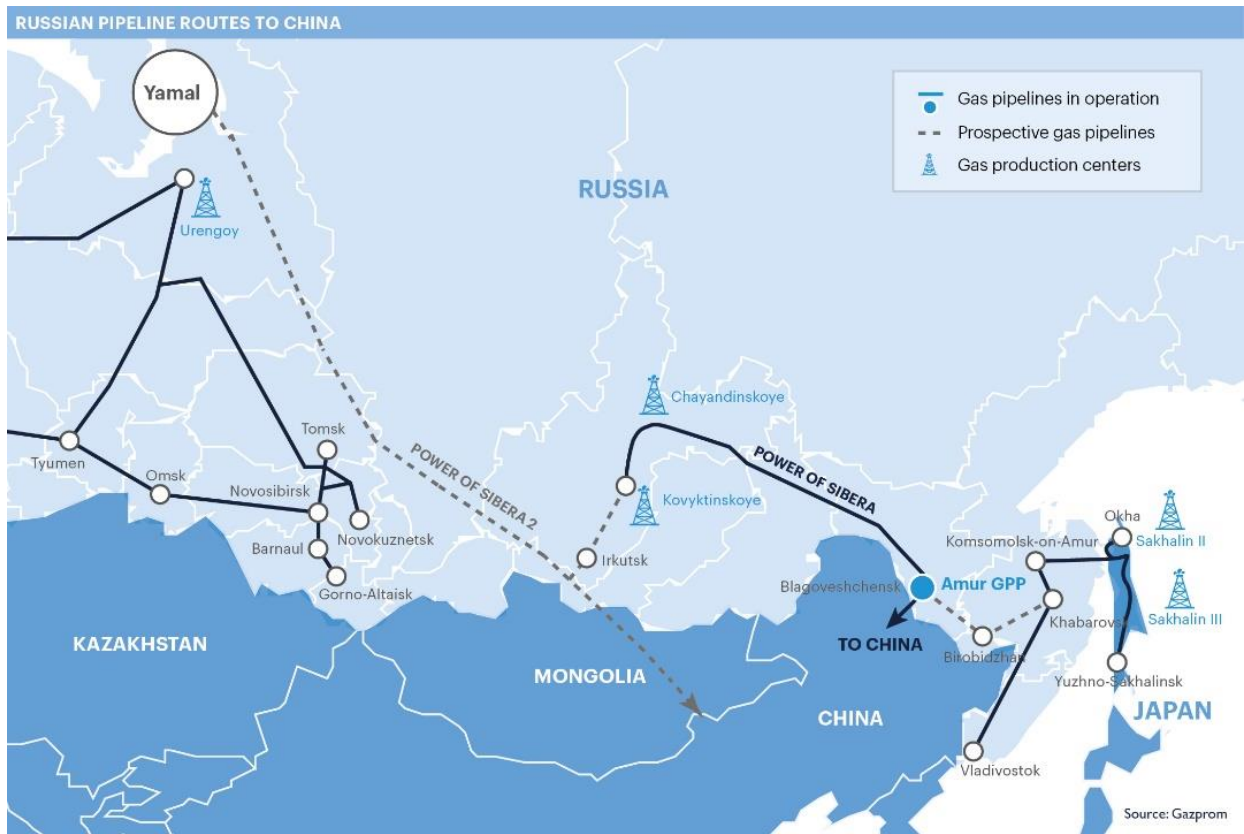 RUSSIAN PIPELINE ROUTES TO CHINA
Yamal
Gas pipelines in operation
Prospective gas pipelines
Gas production centers
RUSSIA
Urengoy
Chayandinskoye
Tomsk
Tyumen
Omsk
Novosibirsk
POWER OF SIBERA 2
POWER OF SIBERA
Kovyktinskoye
Novokuznetsk
Barnaul
Gorno-Altaisk
Irkutsk
Okha
Sakhalin II
Komsomolsk-on-Amur
Blagoveshchensk
Amur GPP
Khabarovs
Sakhalin III
TO CHINA
Birobidzhan
Yuzhno-Sakhalinsk
KAZAKHSTAN
MONGOLIA
CHINA
JAPAN
Vladivostok
Source: Gazprom